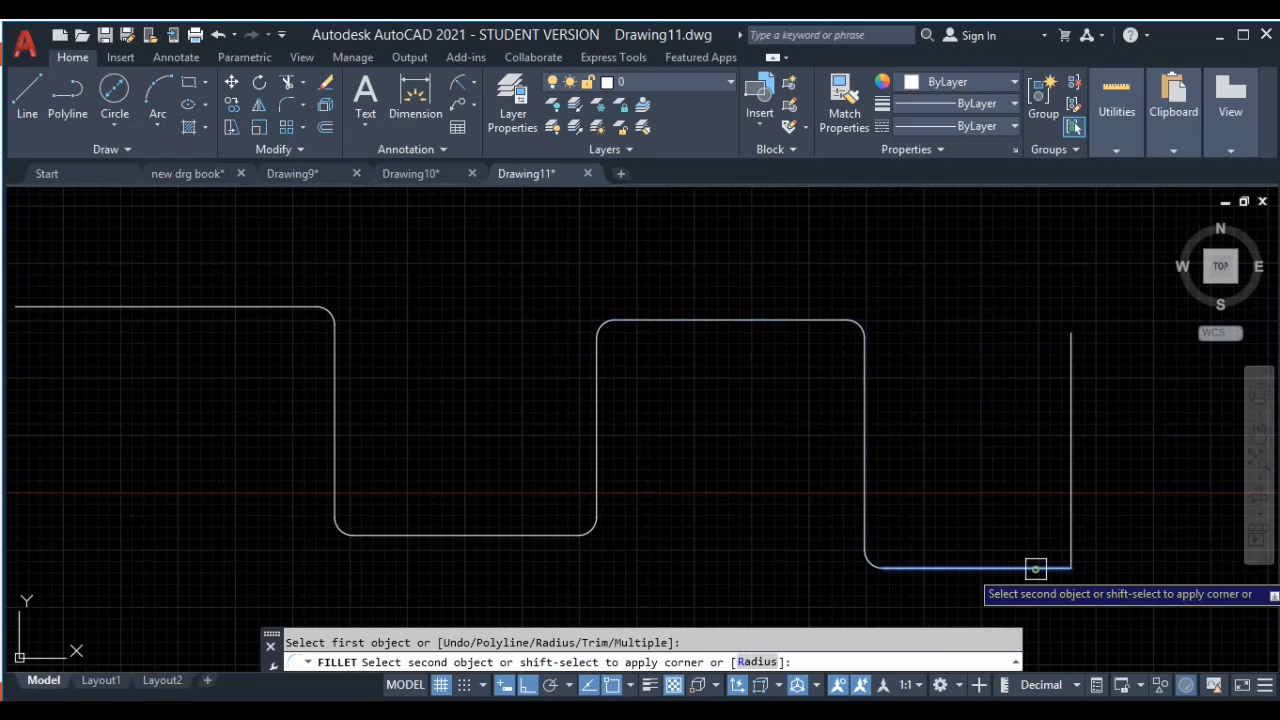 Autodesk AutoCAD 2021 - STUDENT VERSION Drawing11.dwg Type a keyword or phrase Sign In
Home Insert Annotate Parametric View Manage Output Add-ins Collaborate Express Tools Featured Apps
0 ByLayer
ByLayer
ByLayer
Line Polyline Circle Arc Text Dimension Layer Properties Insert Match Properties Group Utilities Clipboard View
Draw Modify Annotation Layers Block Properties Groups
Start new drg book* Drawing9* Drawing10* Drawing11*
N
W TOP E
S
WCS
Select second object or shift-select to apply corner or
Y
X
Select first object or [Undo/Polyline/Radius/Trim/Multiple]:
FILLET Select second object or shift-select to apply corner or [Radius]:
Model Layout1 Layout2 +
MODEL 1:1 Decimal